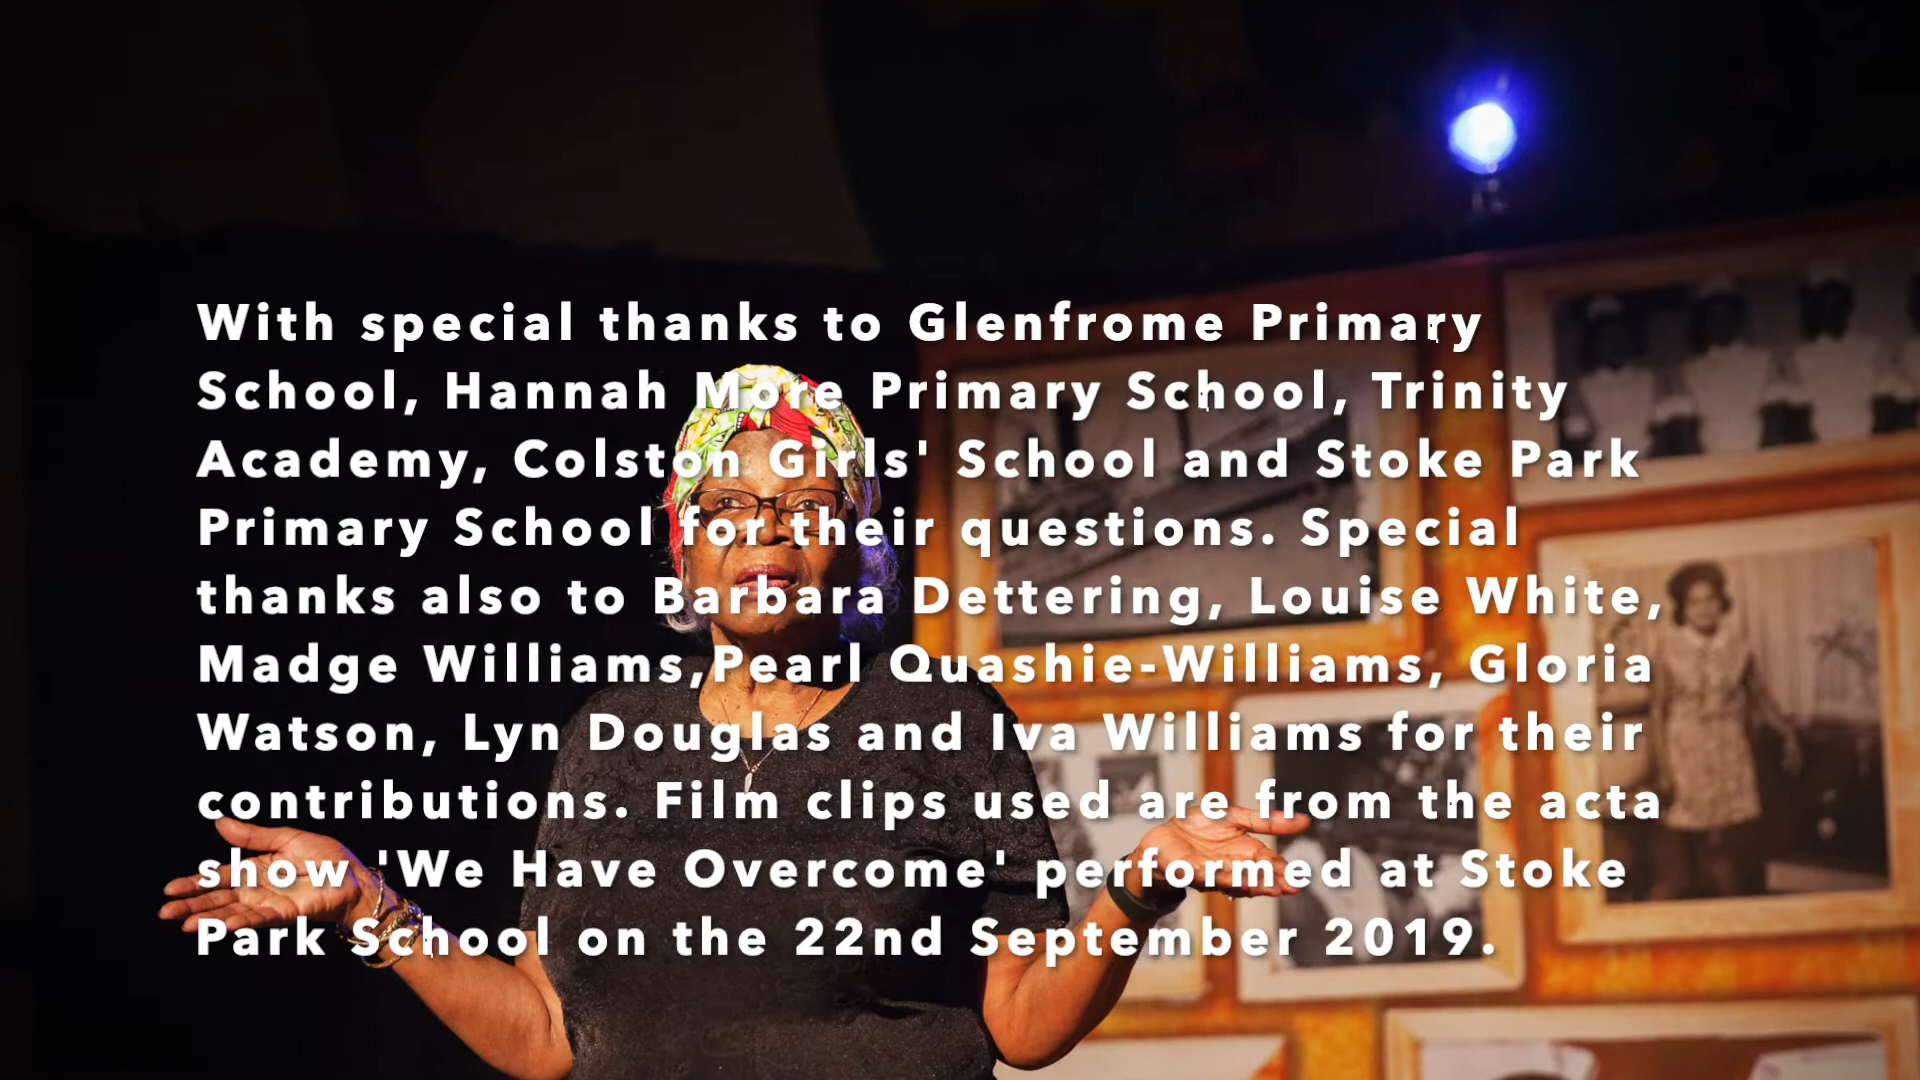 With special thanks to Glenfrome Primary
School, Hannah More Primary School, Trinity
Academy, Colston Girls' School and Stoke Park
Primary School for their questions. Special
thanks also to Barbara Dettering, Louise White,
Madge Williams,Pearl Quashie-Williams, Gloria
Watson, Lyn Douglas and Iva Williams for their
contributions. Film clips used are from the acta
show 'We Have Overcome' performed at Stoke
Park School on the 22nd September 2019.